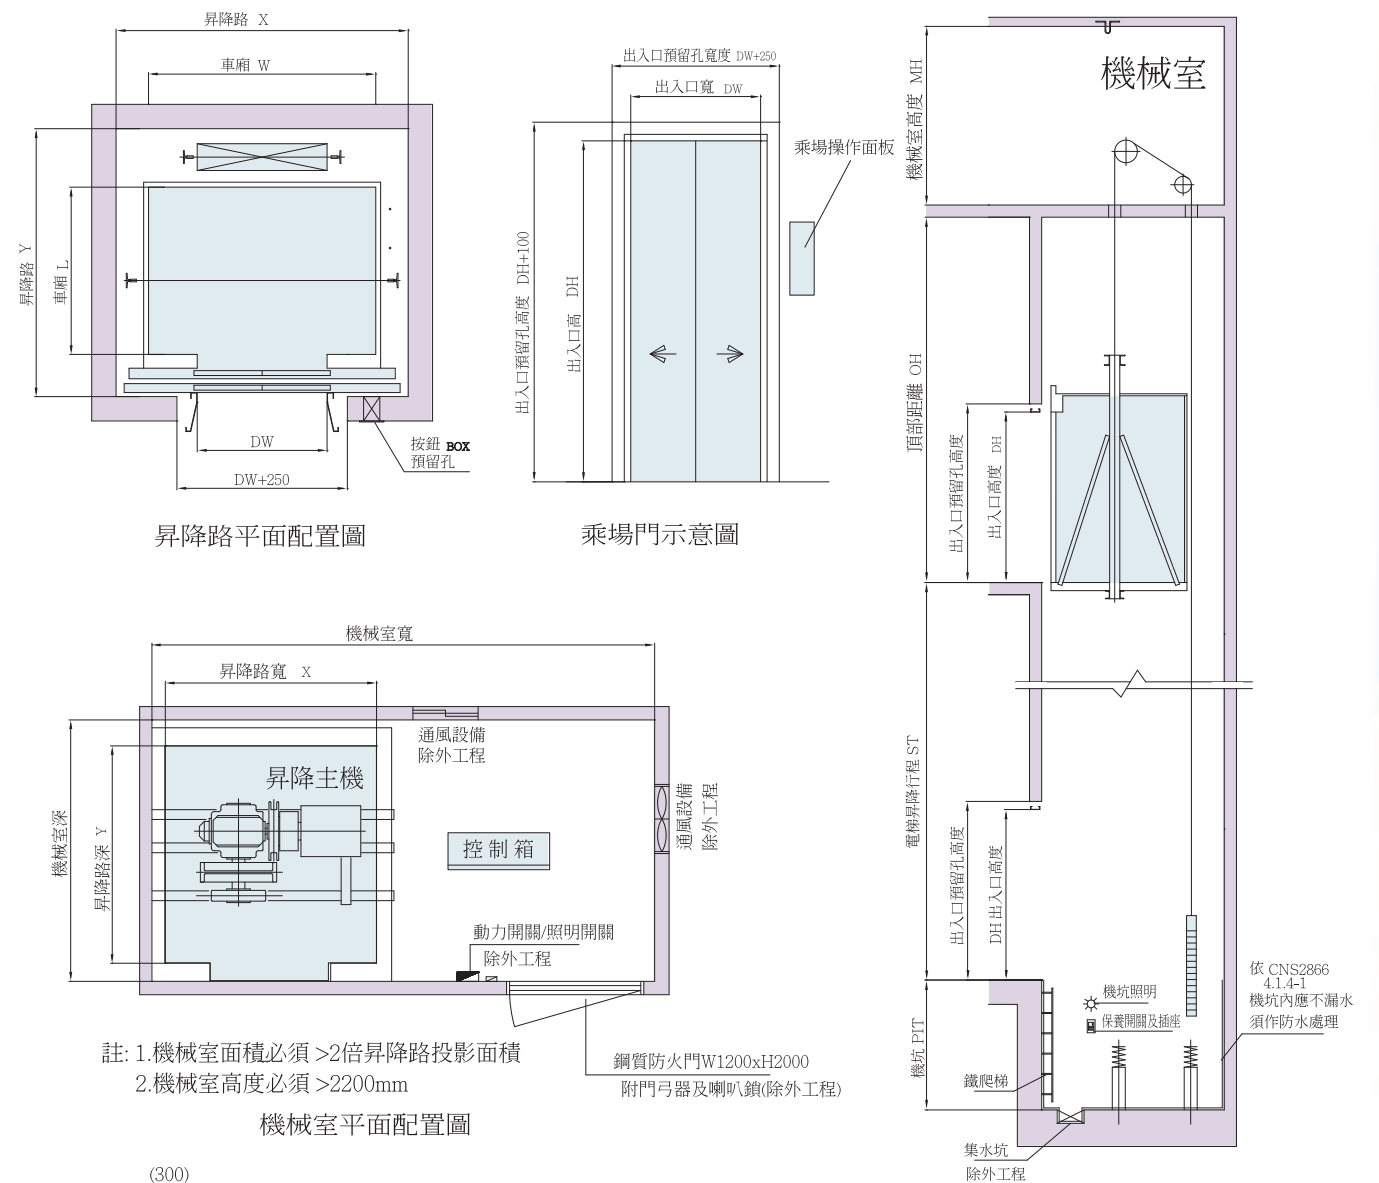 昇降路 X
車廂 W
昇降路 Y
車廂 L
DW
DW+250
按鈕 BOX
預留孔
昇降路平面配置圖
出入口預留孔寬度 DW+250
出入口寬 DW
出入口預留孔高度 DH+100
出入口高 DH
乘場操作面板
乘場門示意圖
機械室
機械室高度 MH
頂部距離 OH
出入口預留孔高度
出入口高度 DH
電梯昇降行程 ST
出入口預留孔高度
DH 出入口高度
機坑 PIT
機坑照明
保養開關及插座
鐵爬梯
集水坑
除外工程
依 CNS2866
4.1.4-1
機坑內應不漏水
須作防水處理
機械室寬
昇降路寬 X
機械室深
昇降路深 Y
通風設備
除外工程
昇降主機
通風設備
除外工程
控制箱
動力開關/照明開關
除外工程
鋼質防火門W1200xH2000
附門弓器及喇叭鎖(除外工程)
註: 1.機械室面積必須 >2倍昇降路投影面積
2.機械室高度必須 >2200mm
機械室平面配置圖
(300)